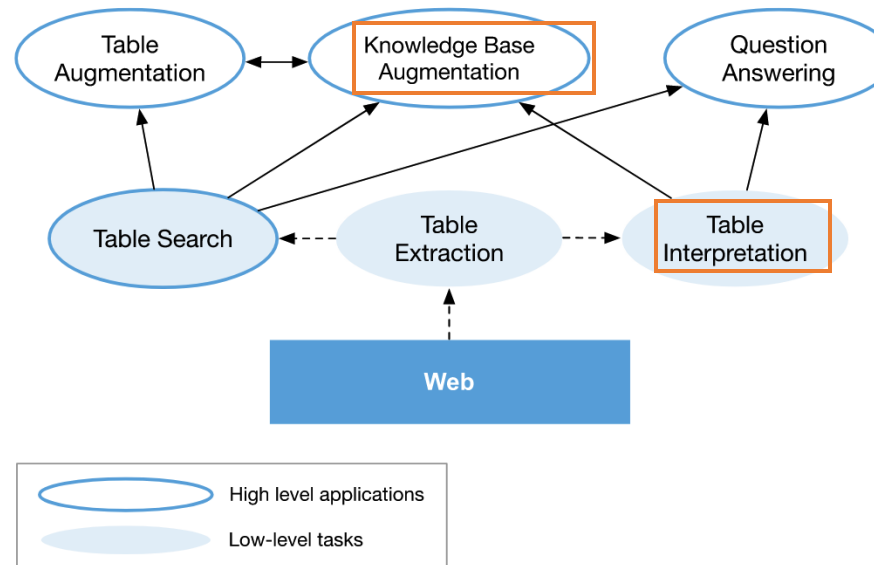 Table
Augmentation
Knowledge Base
Augmentation
Question
Answering
Table Search
Table
Extraction
Table
Interpretation
Web
High level applications
Low-level tasks